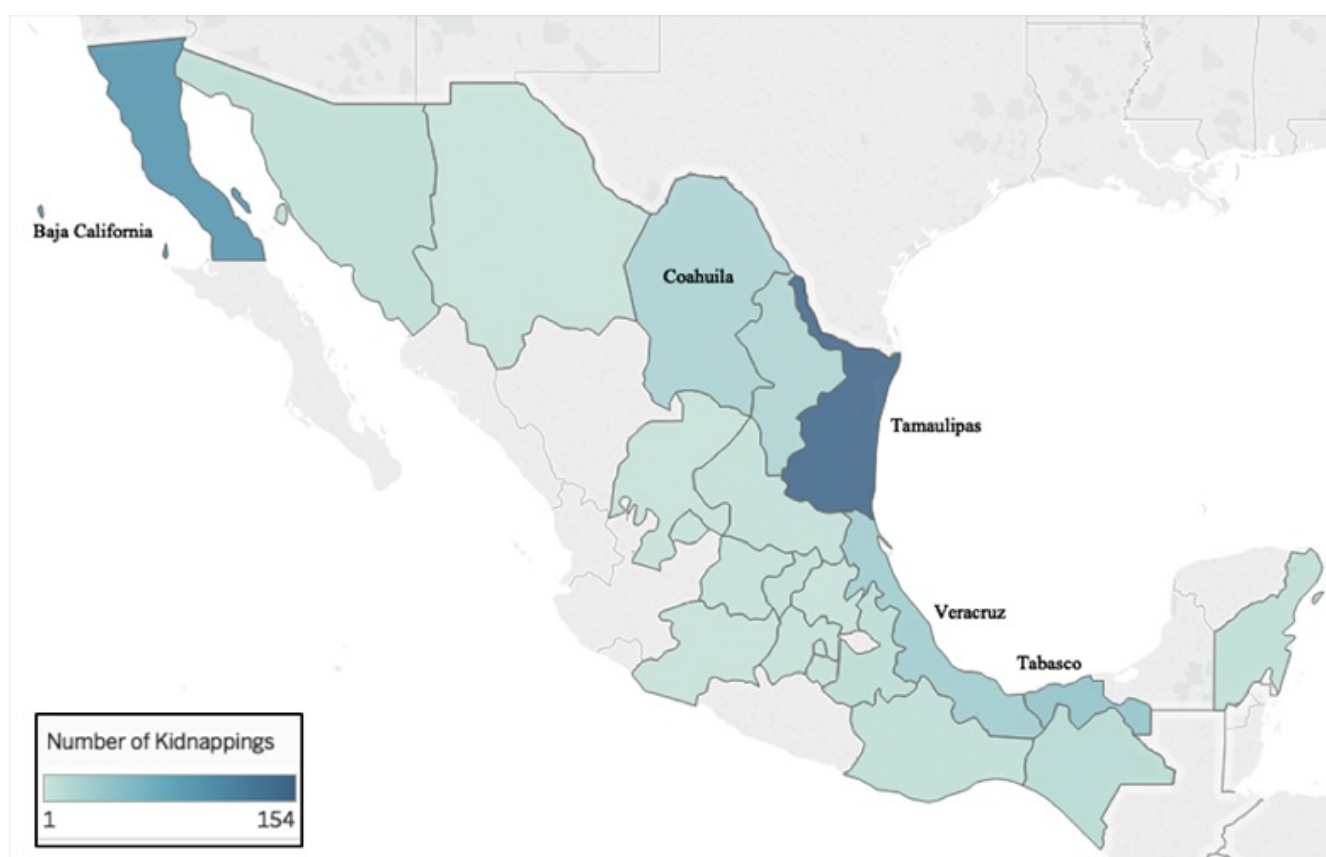 Baja California
Coahuila
Tamaulipas
Veracruz
Tabasco
Number of Kidnappings
1 154